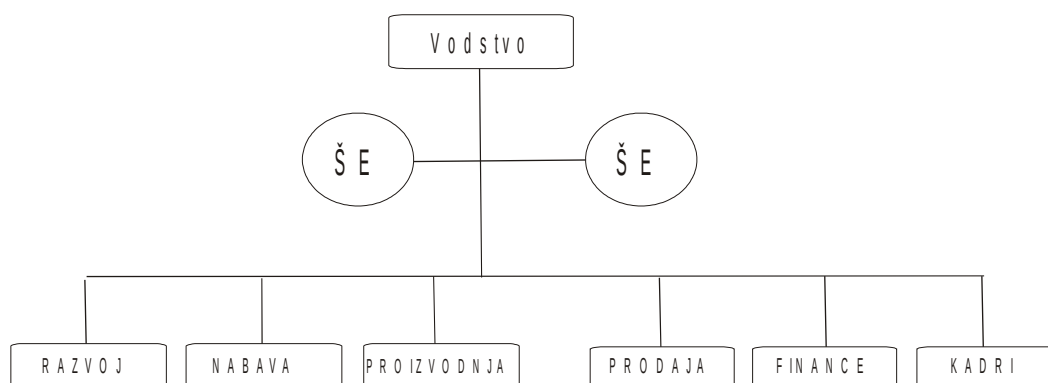 Vodstvo
ŠE ŠE
RAZVOJ NABAVA PROIZVODNJA PRODAJA FINANCE KADRI